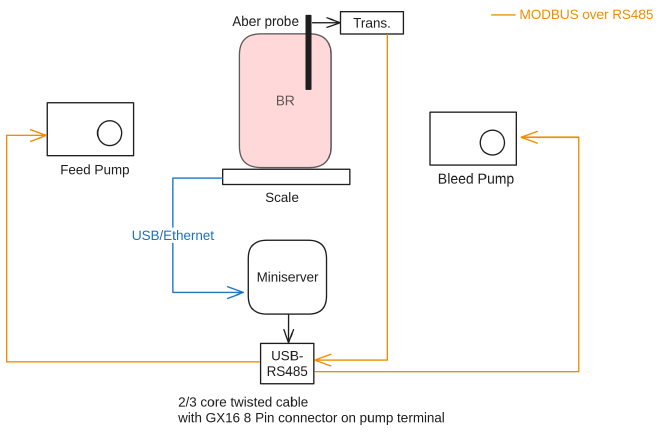 Aber probe
Trans.
MODBUS over RS485
BR
Feed Pump
Bleed Pump
Scale
USB/Ethernet
Miniserver
USB-
RS485
2/3 core twisted cable
with GX16 8 Pin connector on pump terminal